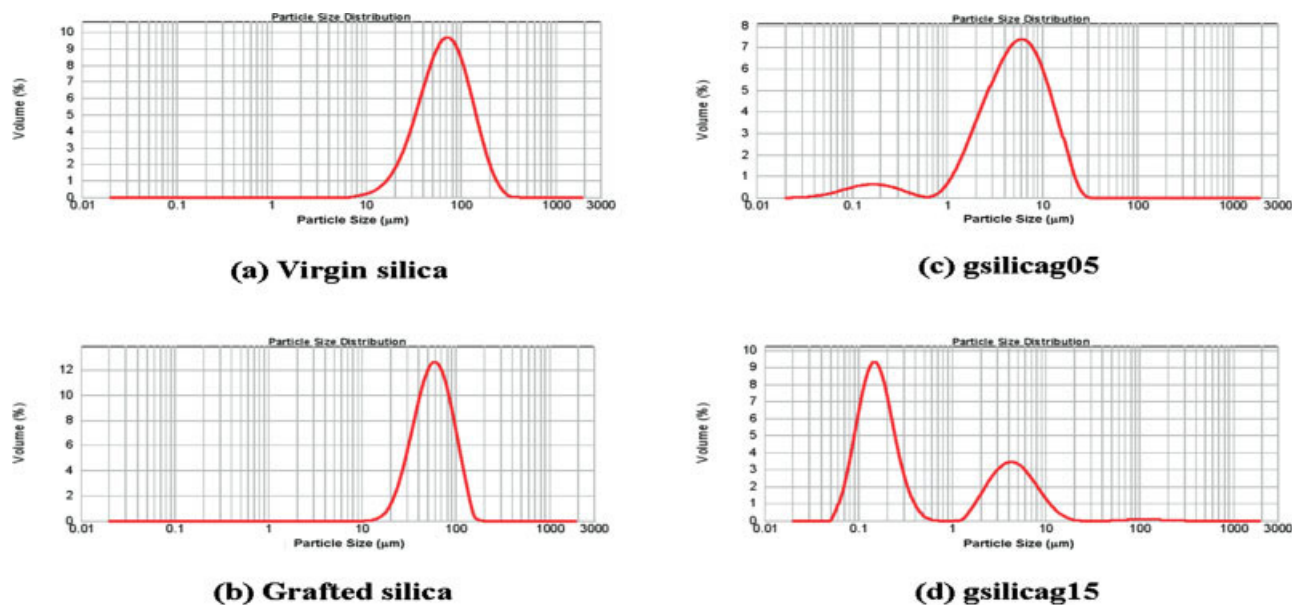 Particle Size Distribution
Volume (%)
10
9
8
7
6
5
4
3
2
1
0
0.01 0.1 1 10 100 1000 3000
Particle Size (µm)
(a) Virgin silica
Particle Size Distribution
Volume (%)
8
7
6
5
4
3
2
1
0
0.01 0.1 1 10 100 1000 3000
Particle Size (µm)
(c) gsilicag05
Particle Size Distribution
Volume (%)
12
10
8
6
4
2
0
0.01 0.1 1 10 100 1000 3000
Particle Size (µm)
(b) Grafted silica
Particle Size Distribution
Volume (%)
10
9
8
7
6
5
4
3
2
1
0
0.01 0.1 1 10 100 1000 3000
Particle Size (µm)
(d) gsilicag15